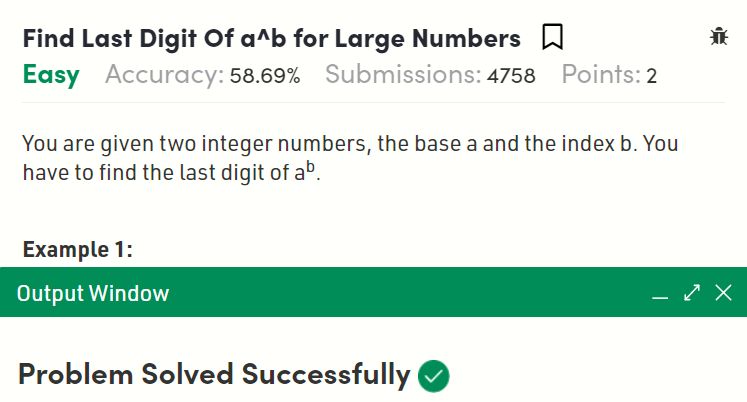 Find Last Digit Of a^b for Large Numbers
Easy Accuracy: 58.69% Submissions: 4758 Points: 2
You are given two integer numbers, the base a and the index b. You
have to find the last digit of aᵇ.
Example 1:
Output Window
Problem Solved Successfully